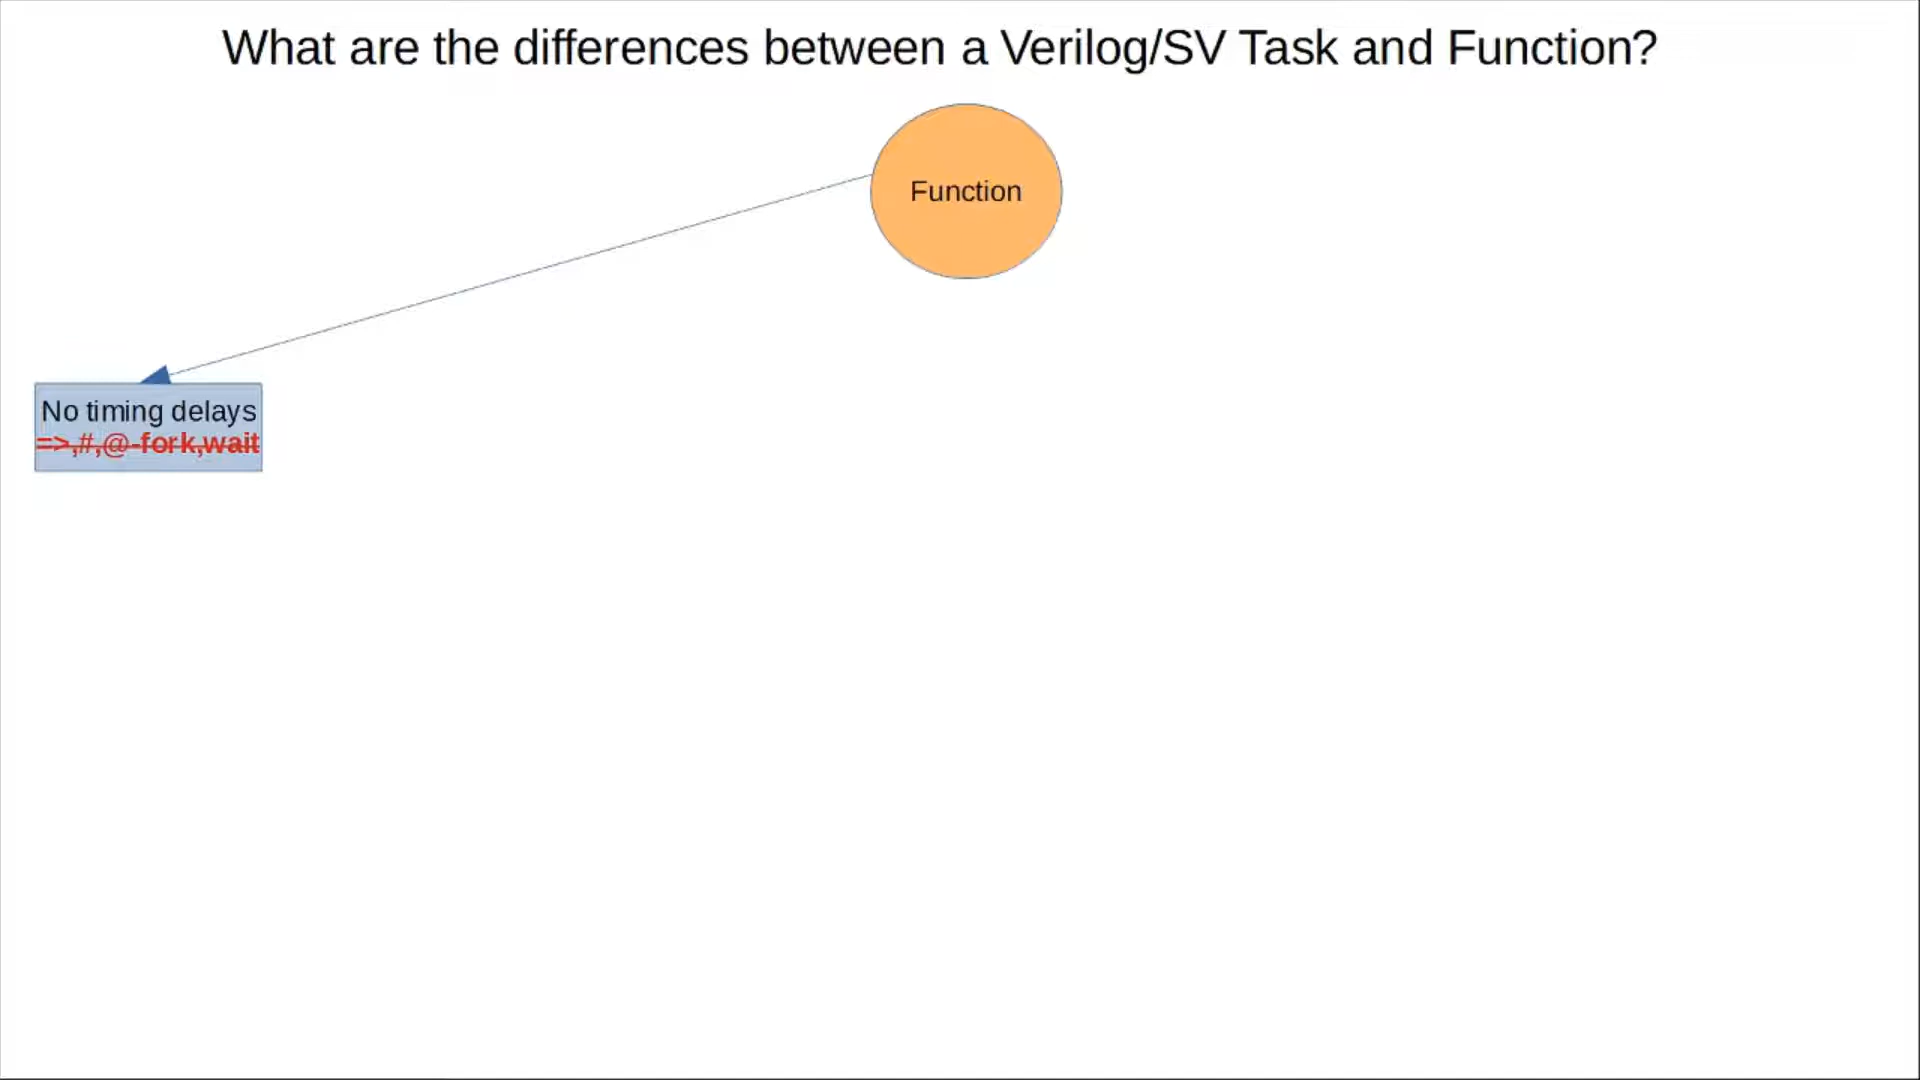 What are the differences between a Verilog/SV Task and Function?
Function
No timing delays
=>,#,@-fork,wait